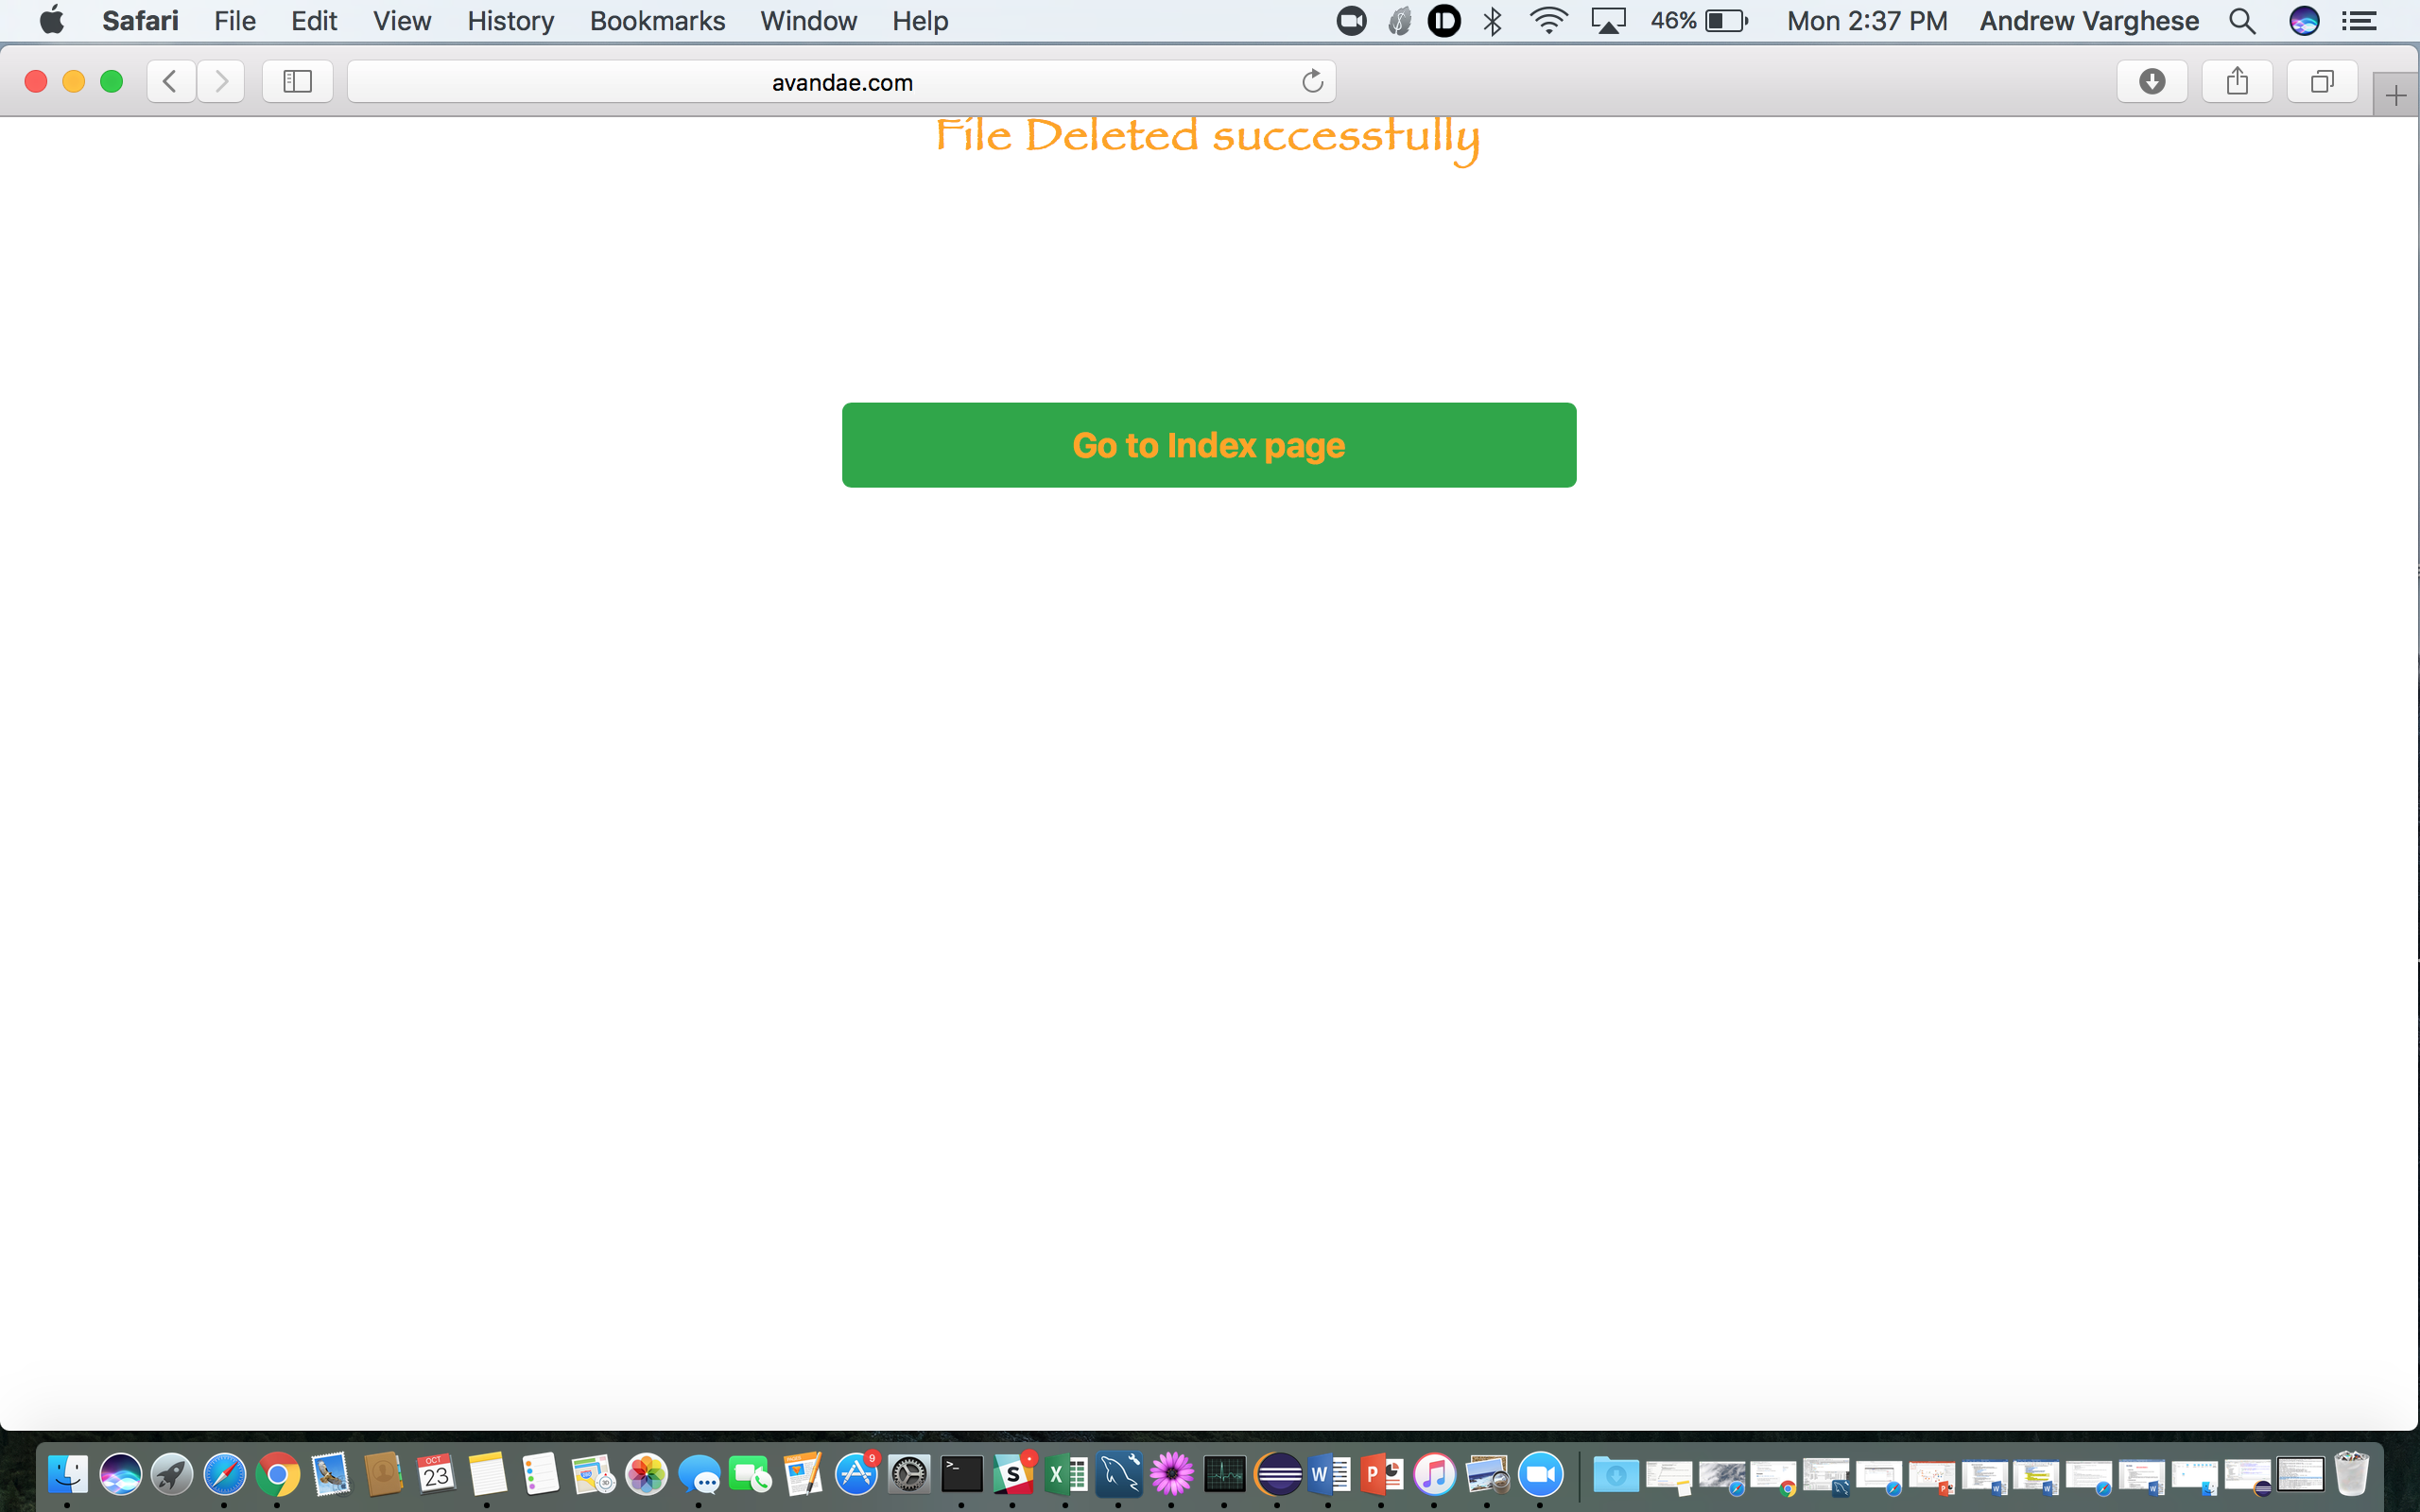 Safari File Edit View History Bookmarks Window Help 46% Mon 2:37 PM Andrew Varghese
avandae.com
File Deleted successfully
Go to Index page
OCT
23
9